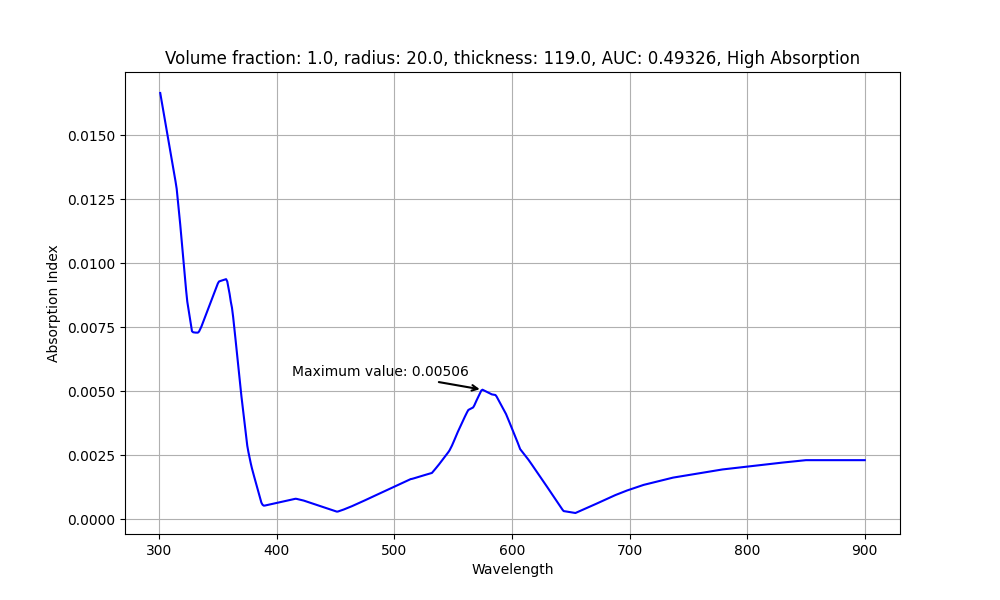 Volume fraction: 1.0, radius: 20.0, thickness: 119.0, AUC: 0.49326, High Absorption
0.0150
0.0125
0.0100
0.0075
0.0050
0.0025
0.0000
Absorption Index
Maximum value: 0.00506
300 400 500 600 700 800 900
Wavelength